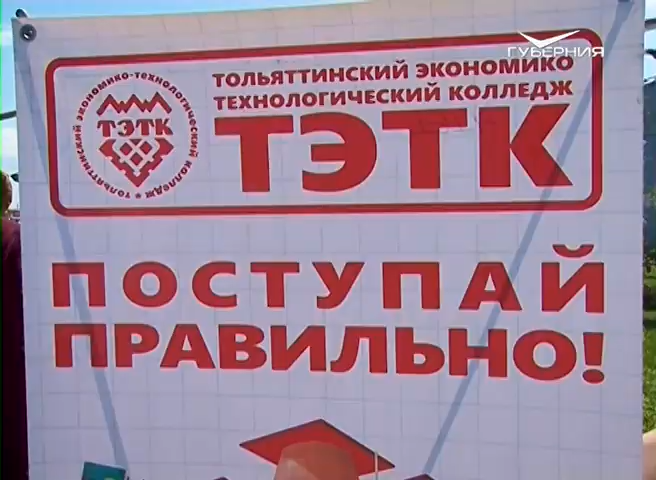 ГУБЕРНИЯ
ТОЛЬЯТТИНСКИЙ ЭКОНОМИКО
ТЕХНОЛОГИЧЕСКИЙ КОЛЛЕДЖ
ТЭТК
ТОЛЬЯТТИНСКИЙ ЭКОНОМИКО-ТЕХНОЛОГИЧЕСКИЙ КОЛЛЕДЖ
ТЭТК
ПОСТУПАЙ
ПРАВИЛЬНО!